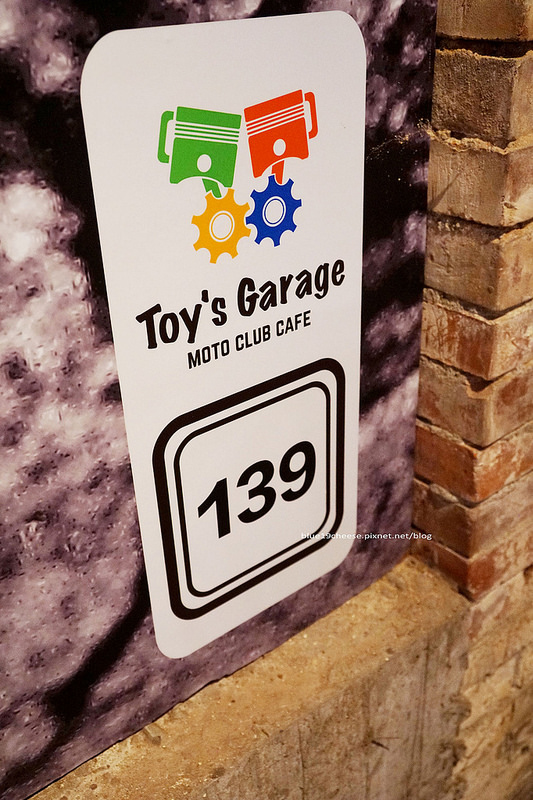 Toy's Garage
MOTO CLUB CAFE
139
blue19cheese.pixnet.net/blog